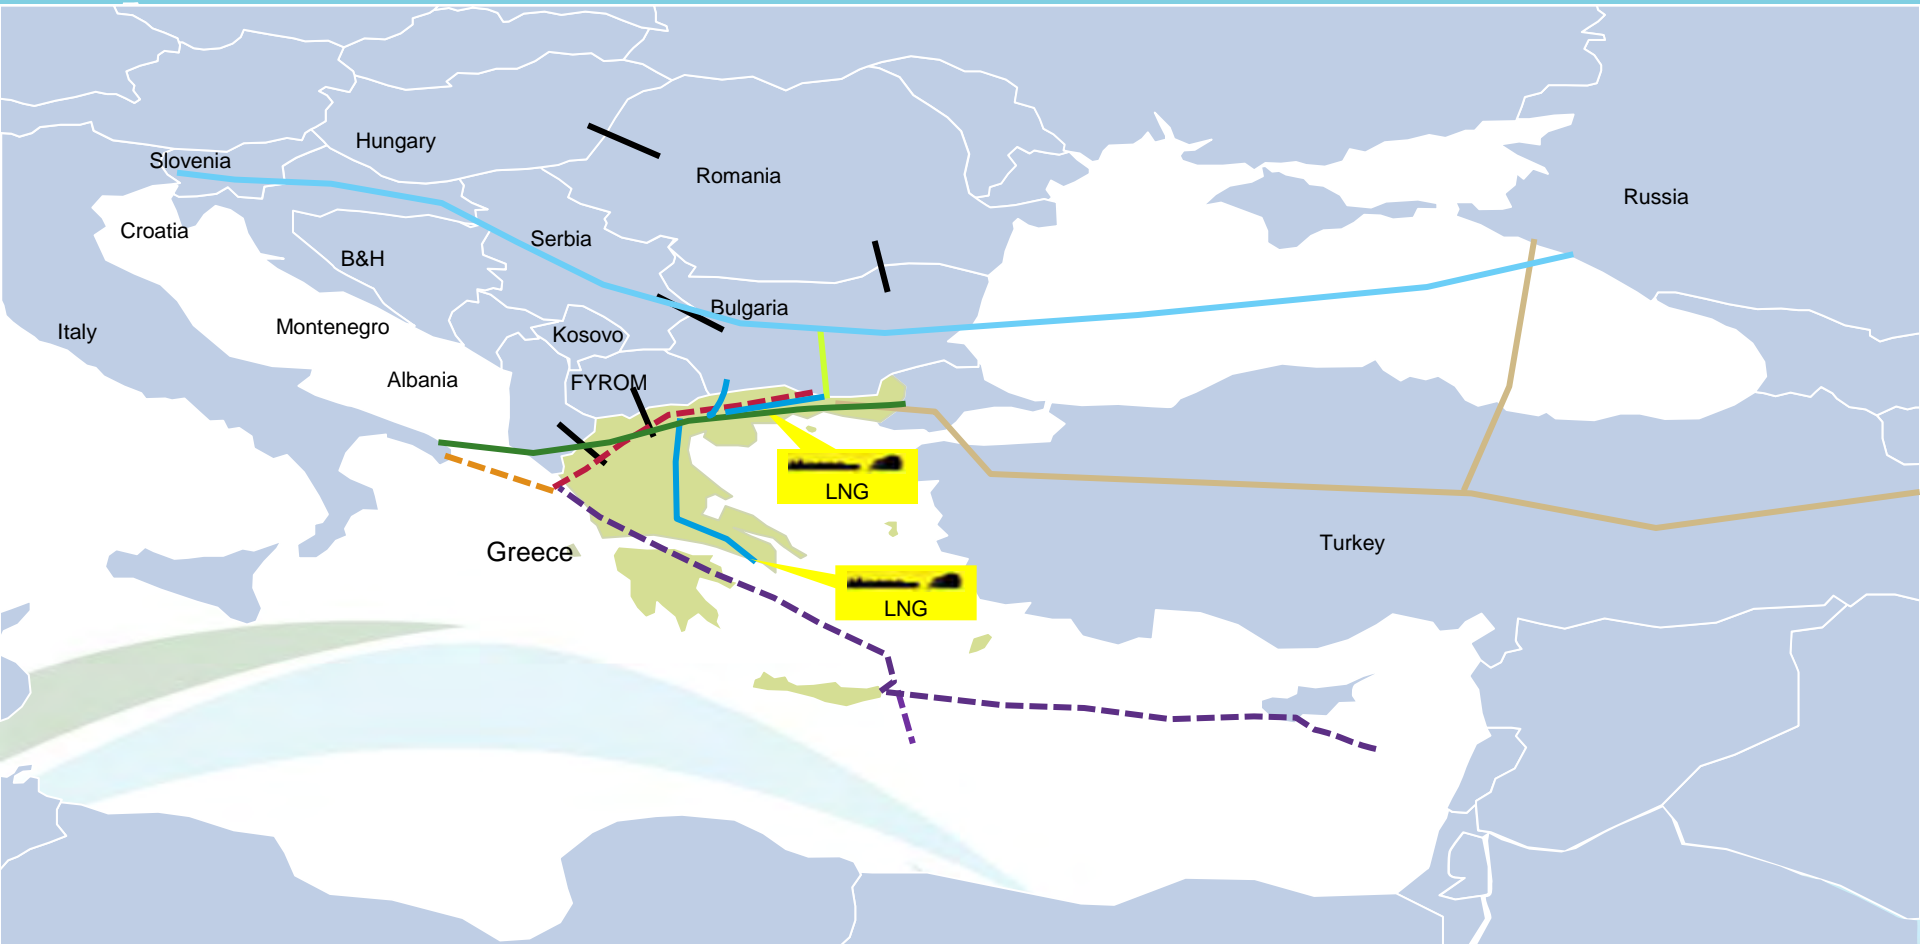 Hungary
Slovenia
Romania
Russia
Croatia
Serbia
B&H
Bulgaria
Montenegro
Italy
Kosovo
Albania
FYROM
LNG
Greece
Turkey
LNG